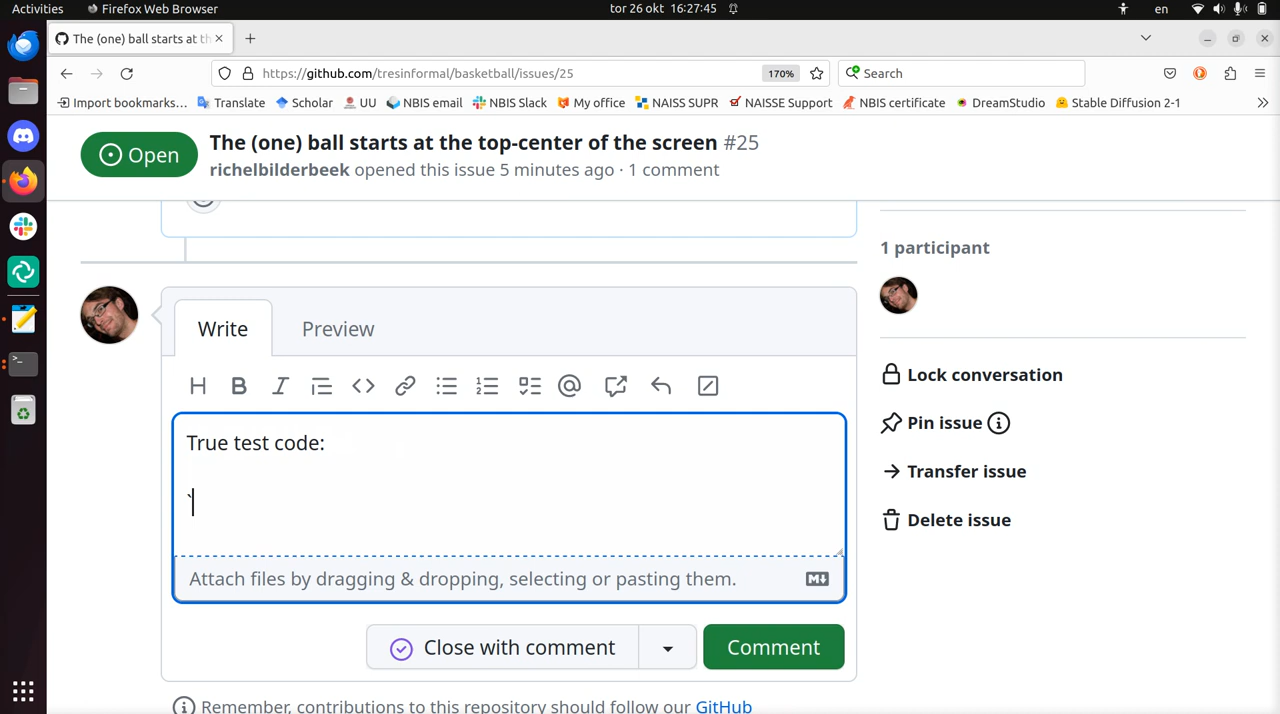 Activities Firefox Web Browser tor 26 okt 16:27:45 en
The (one) ball starts at th
https://github.com/tresinformal/basketball/issues/25 170% Search
Import bookmarks... Translate Scholar UU NBIS email NBIS Slack My office NAISS SUPR NAISSE Support NBIS certificate DreamStudio Stable Diffusion 2-1
Open The (one) ball starts at the top-center of the screen #25
richelbilderbeek opened this issue 5 minutes ago · 1 comment
1 participant
Write Preview
Lock conversation
Pin issue
Transfer issue
Delete issue
True test code:
`
Attach files by dragging & dropping, selecting or pasting them.
Close with comment Comment
Remember, contributions to this repository should follow our GitHub